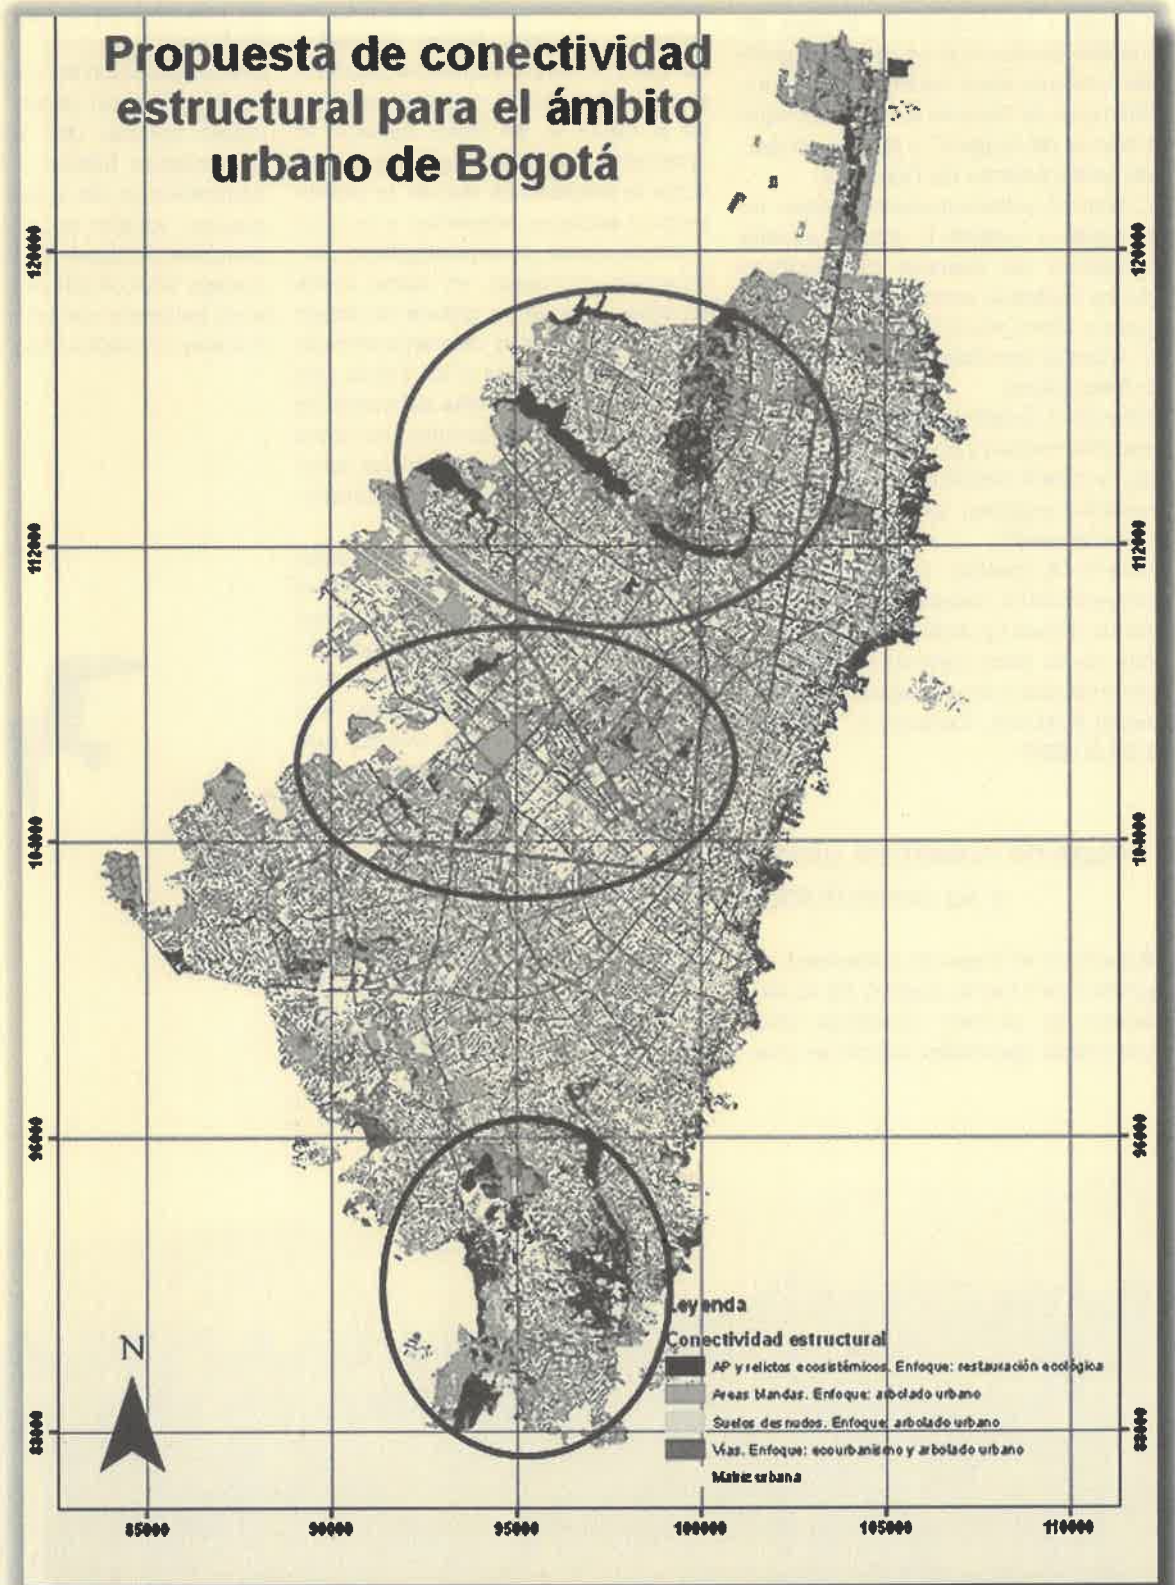 Propuesta de conectividad
estructural para el ámbito
urbano de Bogotá
120000
120000
112000
112000
104000
104000
96000
96000
88000
88000
N
Leyenda
Conectividad estructural
AP y relictos ecosistémicos. Enfoque: restauración ecológica
Areas blandas. Enfoque: arbolado urbano
Suelos desnudos. Enfoque: arbolado urbano
Vías. Enfoque: ecourbanismo y arbolado urbano
Matriz urbana
85000
90000
95000
100000
105000
110000